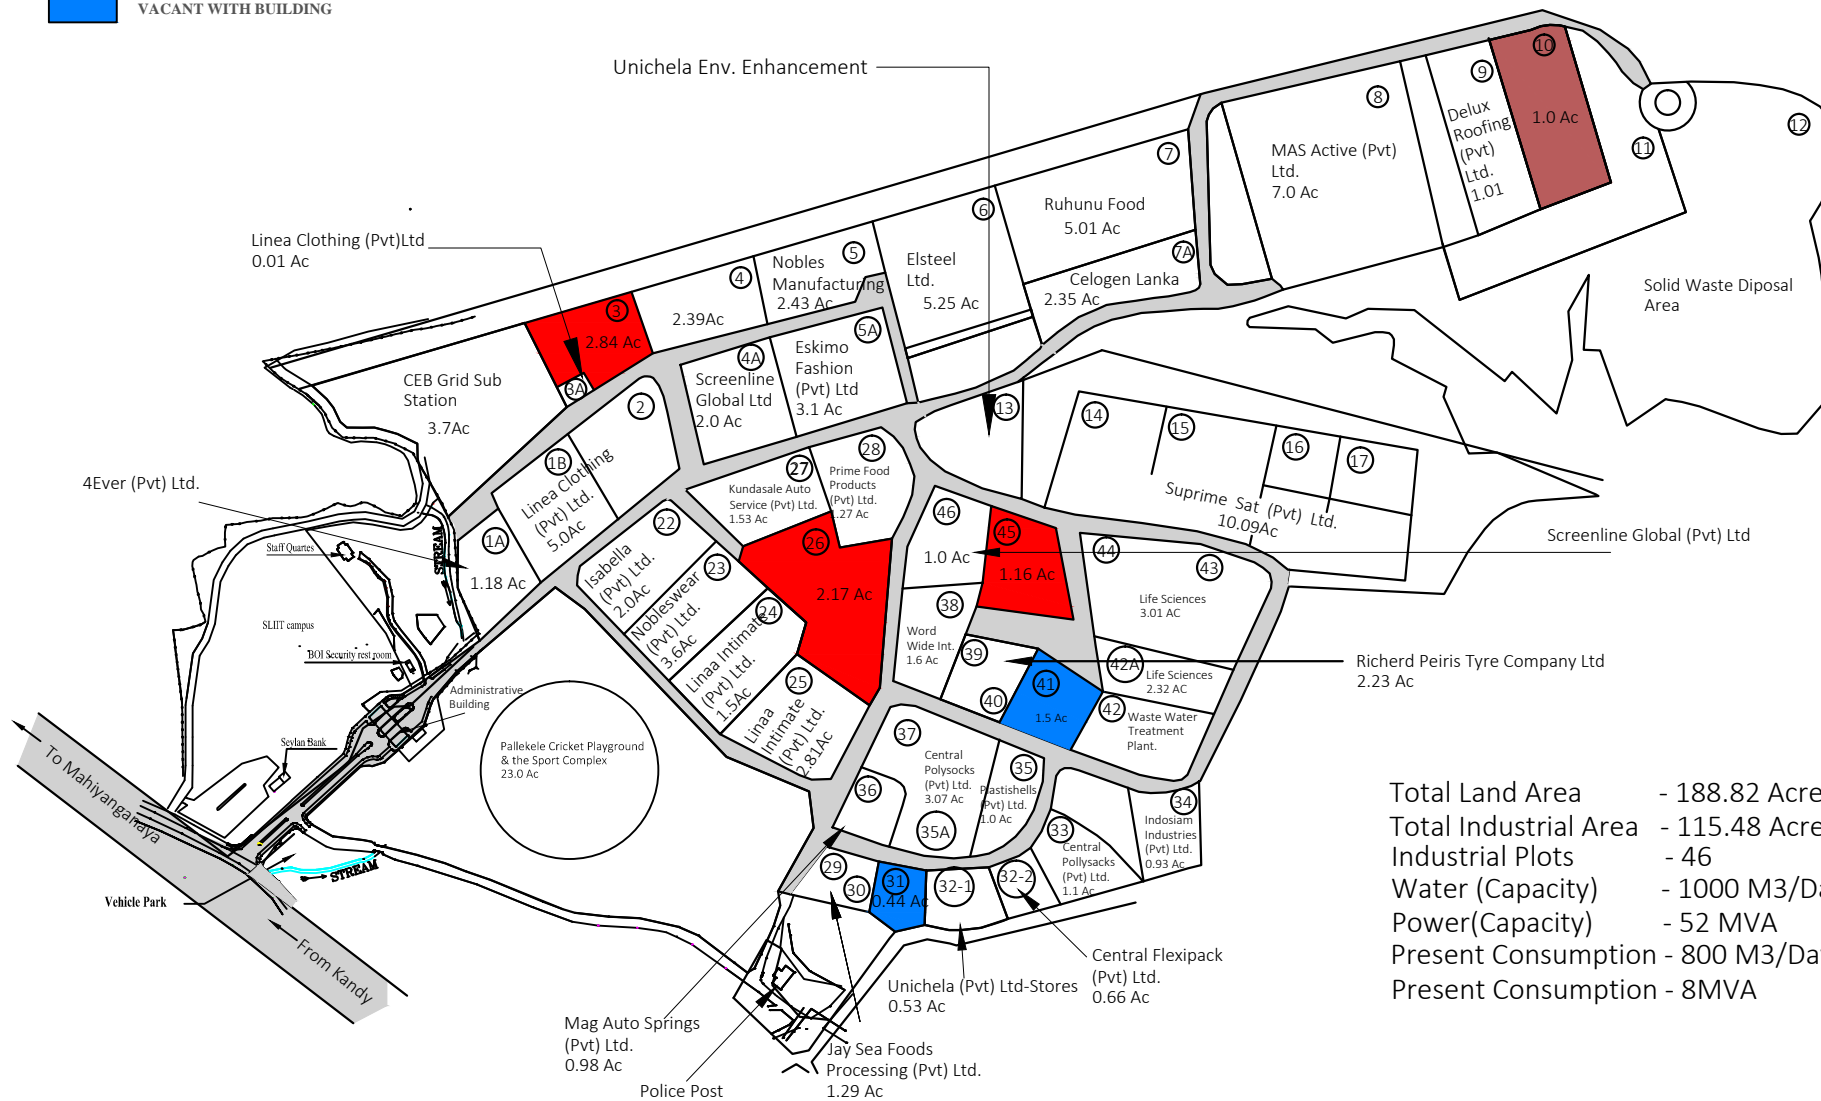 VACANT WITH BUILDING
Unichela Env. Enhancement
10
9
8
1.0 Ac
12
11
Delux
Roofing
(Pvt)
Ltd.
1.01
MAS Active (Pvt)
Ltd.
7.0 Ac
7
6
Ruhunu Food
5.01 Ac
7A
Celogen Lanka
2.35 Ac
Solid Waste Diposal
Area
Linea Clothing (Pvt)Ltd
0.01 Ac
5
Nobles
Manufacturing
2.43 Ac
4
2.39Ac
Elsteel
Ltd.
5.25 Ac
3
2.84 Ac
3A
CEB Grid Sub
Station
3.7Ac
4A
Screenline
Global Ltd
2.0 Ac
5A
Eskimo
Fashion
(Pvt) Ltd
3.1 Ac
2
13
14
15
16
17
Suprime Sat (Pvt) Ltd.
10.09Ac
1B
Linea Clothing
(Pvt) Ltd.
5.0Ac
4Ever (Pvt) Ltd.
1A
1.18 Ac
27
Kundasale Auto
Service (Pvt) Ltd.
1.53 Ac
28
Prime Food
Products
(Pvt) Ltd.
1.27 Ac
22
Isabella
(Pvt) Ltd.
2.0Ac
23
Nobleswear
(Pvt) Ltd.
3.6Ac
24
Linaa Intimate
(Pvt) Ltd.
1.5Ac
25
Linaa
Intimate
(Pvt) Ltd.
2.81Ac
26
2.17 Ac
46
1.0 Ac
45
1.16 Ac
Screenline Global (Pvt) Ltd
44
43
Life Sciences
3.01 AC
38
Word
Wide Int.
1.6 Ac
39
40
41
1.5 Ac
42A
Life Sciences
2.32 AC
42
Waste Water
Treatment
Plant.
Richerd Peiris Tyre Company Ltd
2.23 Ac
Staff Quartes
STREAM
SLIIT campus
BOI Security rest room
Administrative
Building
Seylan Bank
Pallekele Cricket Playground
& the Sport Complex
23.0 Ac
37
Central
Polysocks
(Pvt) Ltd.
3.07 Ac
35A
36
35
Plastishells
(Pvt) Ltd.
1.0 Ac
34
Indosiam
Industries
(Pvt) Ltd.
0.93 Ac
33
Central
Pollysacks
(Pvt) Ltd.
1.1 Ac
29
30
31
0.44 Ac
32-1
32-2
To Mahiyanganaya
STREAM
Vehicle Park
From Kandy
Total Land Area - 188.82 Acre
Total Industrial Area - 115.48 Acre
Industrial Plots - 46
Water (Capacity) - 1000 M3/Da
Power(Capacity) - 52 MVA
Present Consumption - 800 M3/Da
Present Consumption - 8MVA
Central Flexipack
(Pvt) Ltd.
0.66 Ac
Unichela (Pvt) Ltd-Stores
0.53 Ac
Mag Auto Springs
(Pvt) Ltd.
0.98 Ac
Jay Sea Foods
Processing (Pvt) Ltd.
1.29 Ac
Police Post